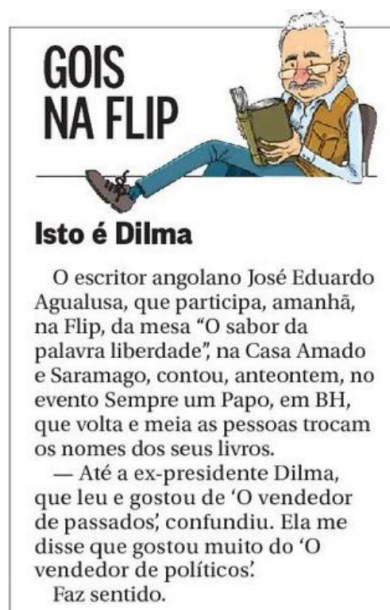 GOIS
NA FLIP
Isto é Dilma
O escritor angolano José Eduardo
Agualusa, que participa, amanhã,
na Flip, da mesa “O sabor da
palavra liberdade”, na Casa Amado
e Saramago, contou, anteontem, no
evento Sempre um Papo, em BH,
que volta e meia as pessoas trocam
os nomes dos seus livros.
— Até a ex-presidente Dilma,
que leu e gostou de ‘O vendedor
de passados’, confundiu. Ela me
disse que gostou muito do ‘O
vendedor de políticos’.
Faz sentido.